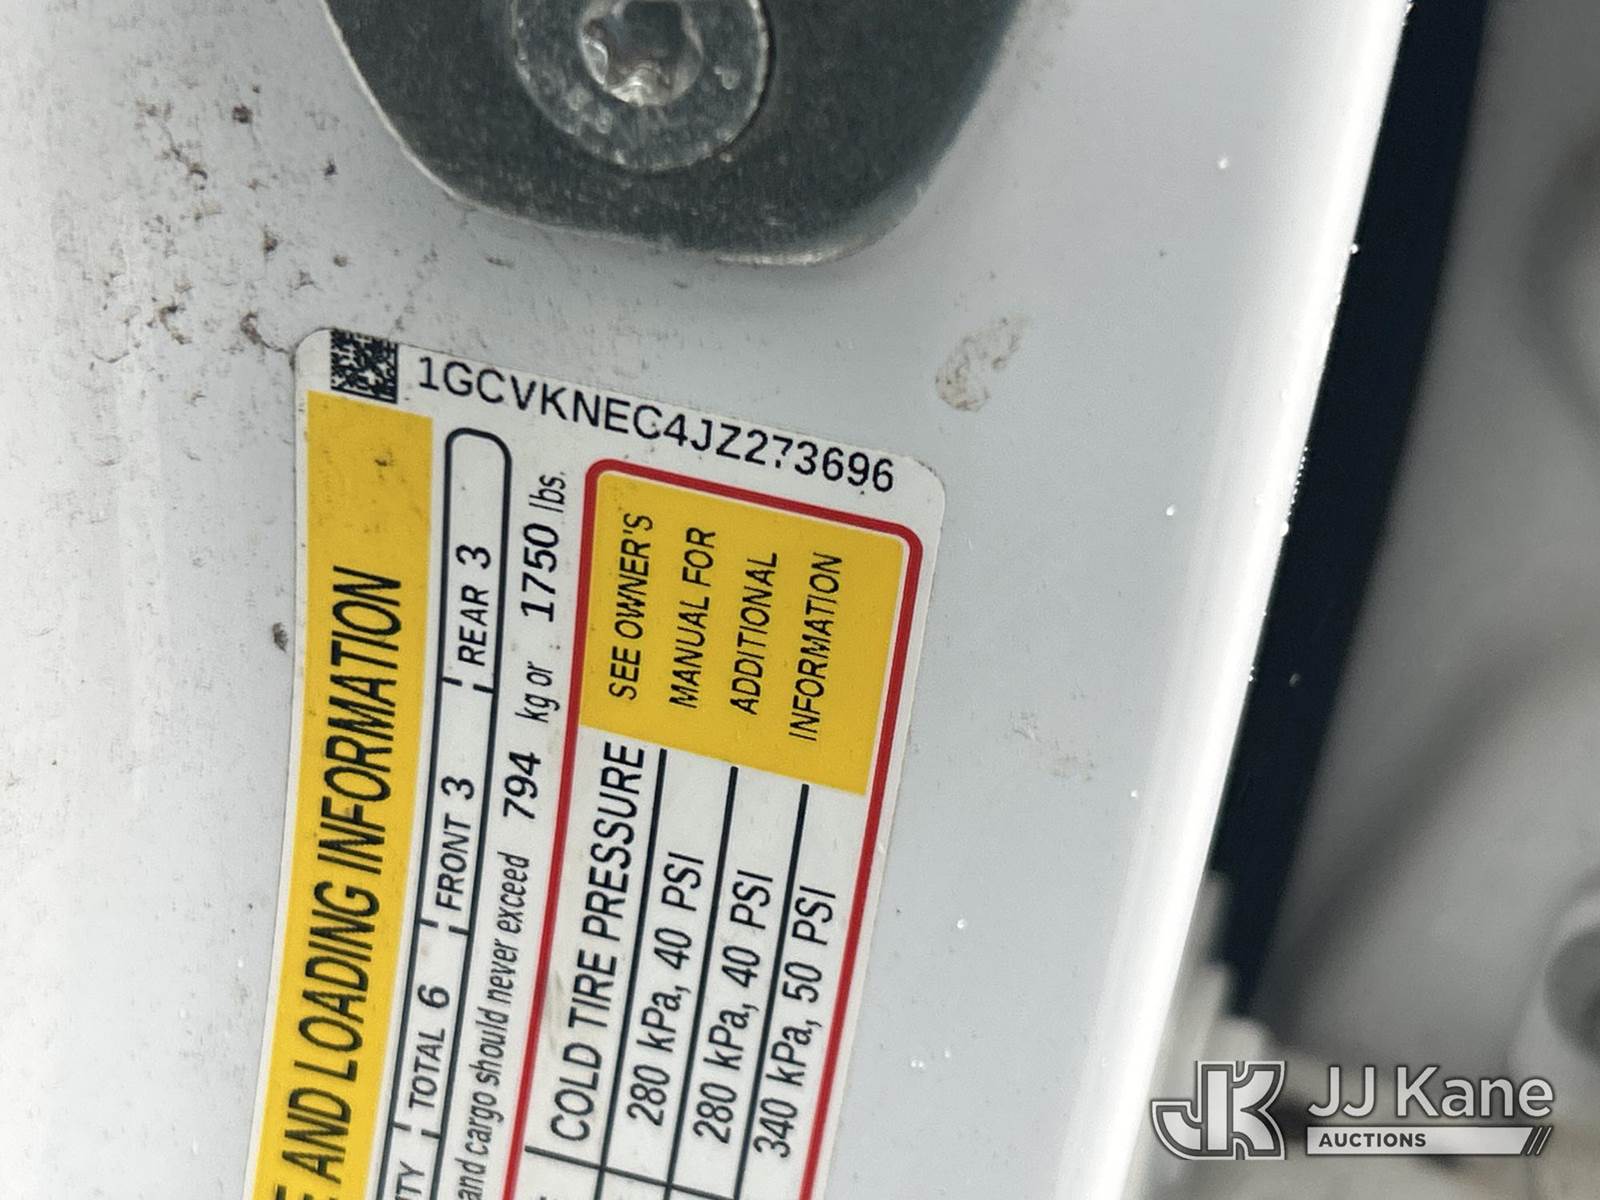 1GCVKNEC4JZ273696
AND LOADING INFORMATION
TOTAL 6 FRONT 3 REAR 3
and cargo should never exceed 794 kg or 1750 lbs.
COLD TIRE PRESSURE
280 kPa, 40 PSI
280 kPa, 40 PSI
340 kPa, 50 PSI
SEE OWNER'S
MANUAL FOR
ADDITIONAL
INFORMATION
JK JJ Kane
AUCTIONS